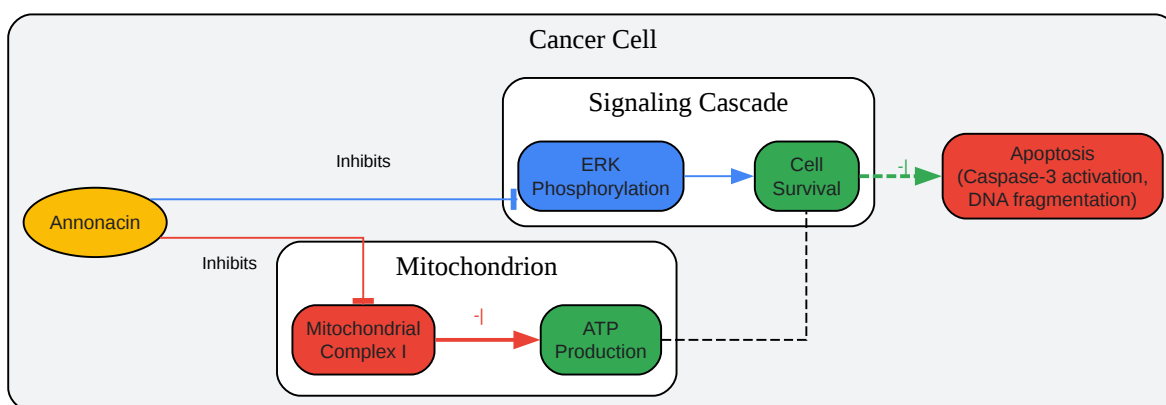 Cancer Cell
Signaling Cascade
Inhibits
ERK
Phosphorylation
Cell
Survival
-|
Apoptosis
(Caspase-3 activation,
DNA fragmentation)
Annonacin
Inhibits
Mitochondrion
Mitochondrial
Complex I
-|
ATP
Production